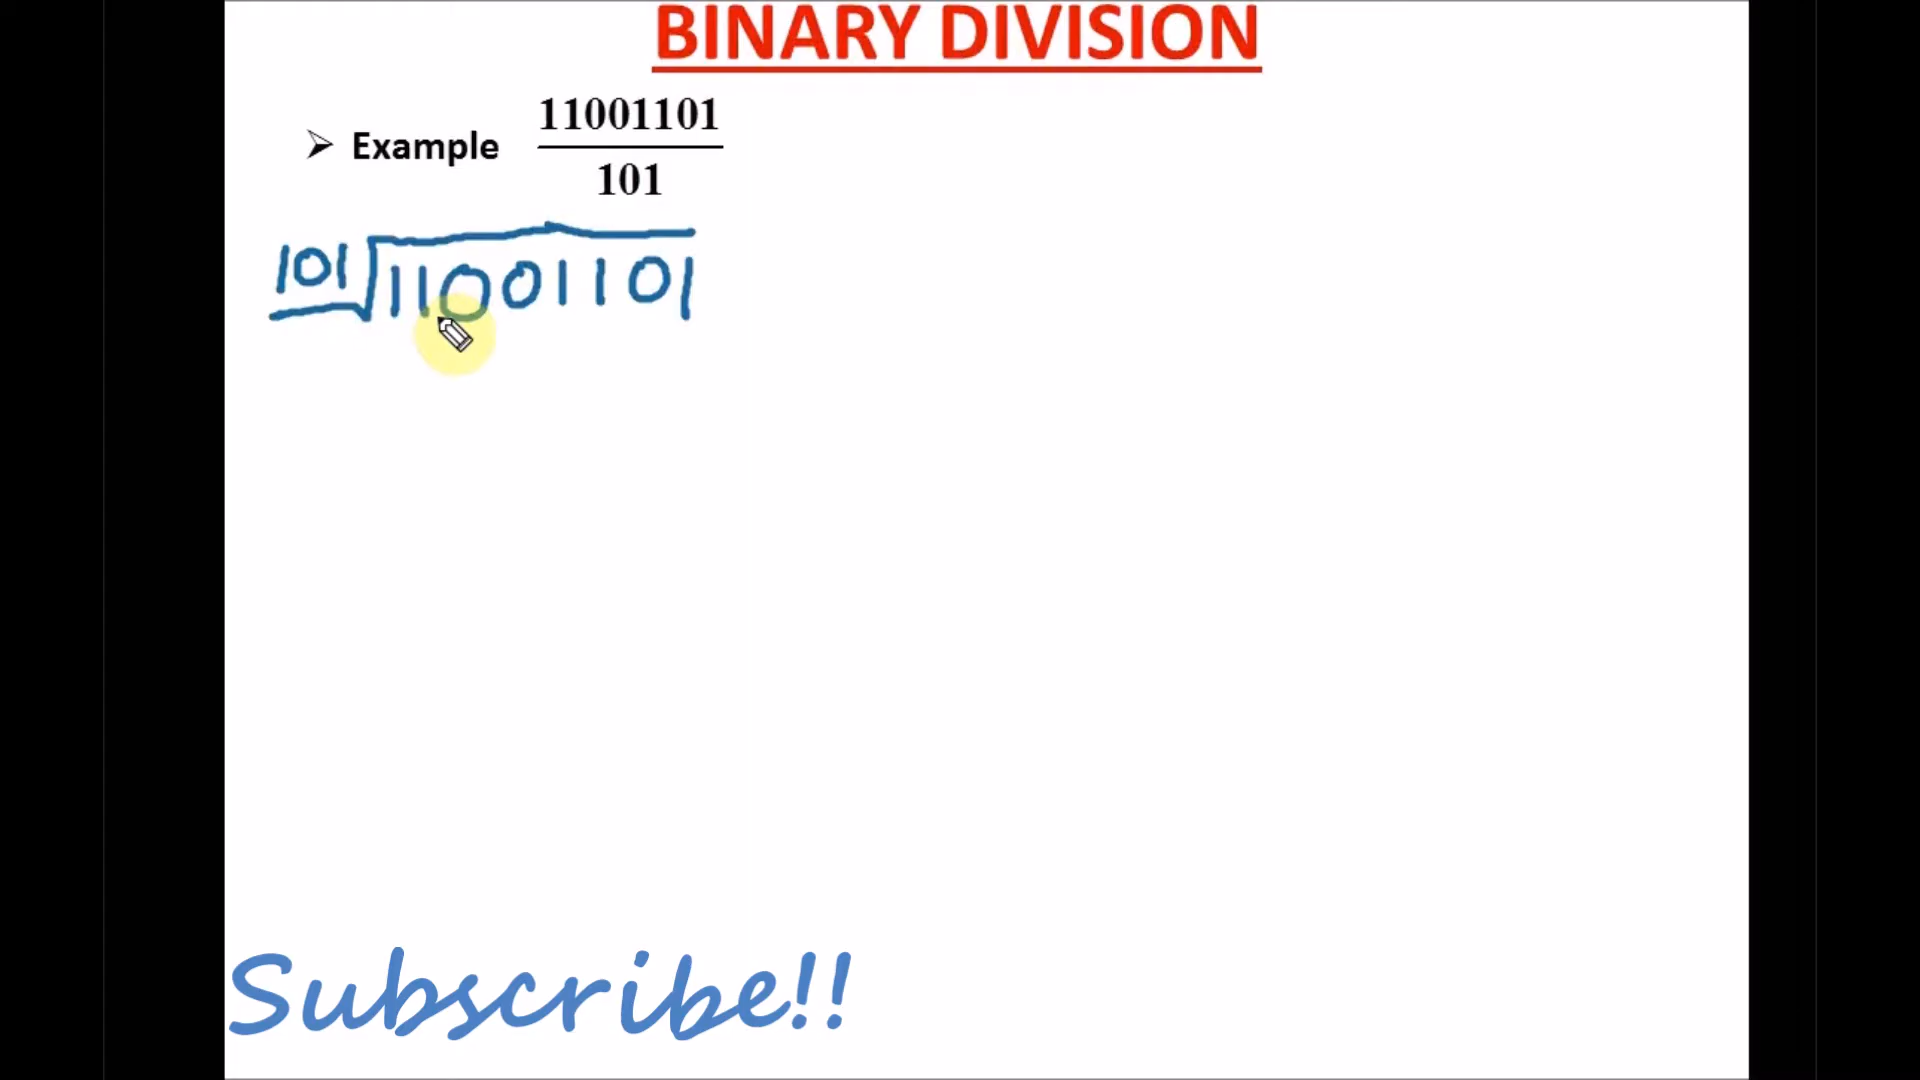 BINARY DIVISION
➢ Example 11001101
101
101 11001101
Subscribe!!